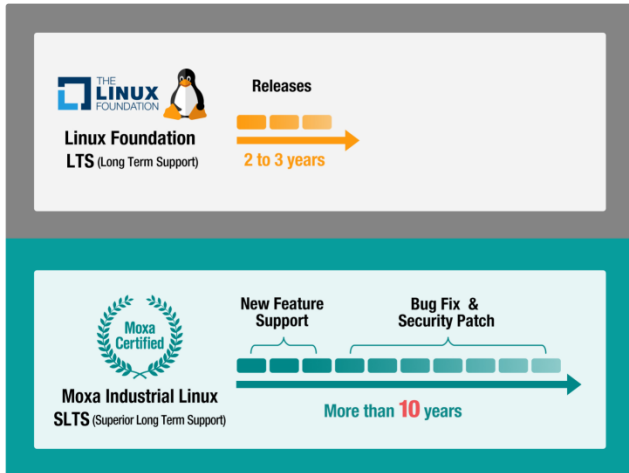 THE
LINUX
FOUNDATION
Linux Foundation
LTS (Long Term Support)
Releases
2 to 3 years
Moxa
Certified
Moxa Industrial Linux
SLTS (Superior Long Term Support)
New Feature
Support
Bug Fix &
Security Patch
More than 10 years